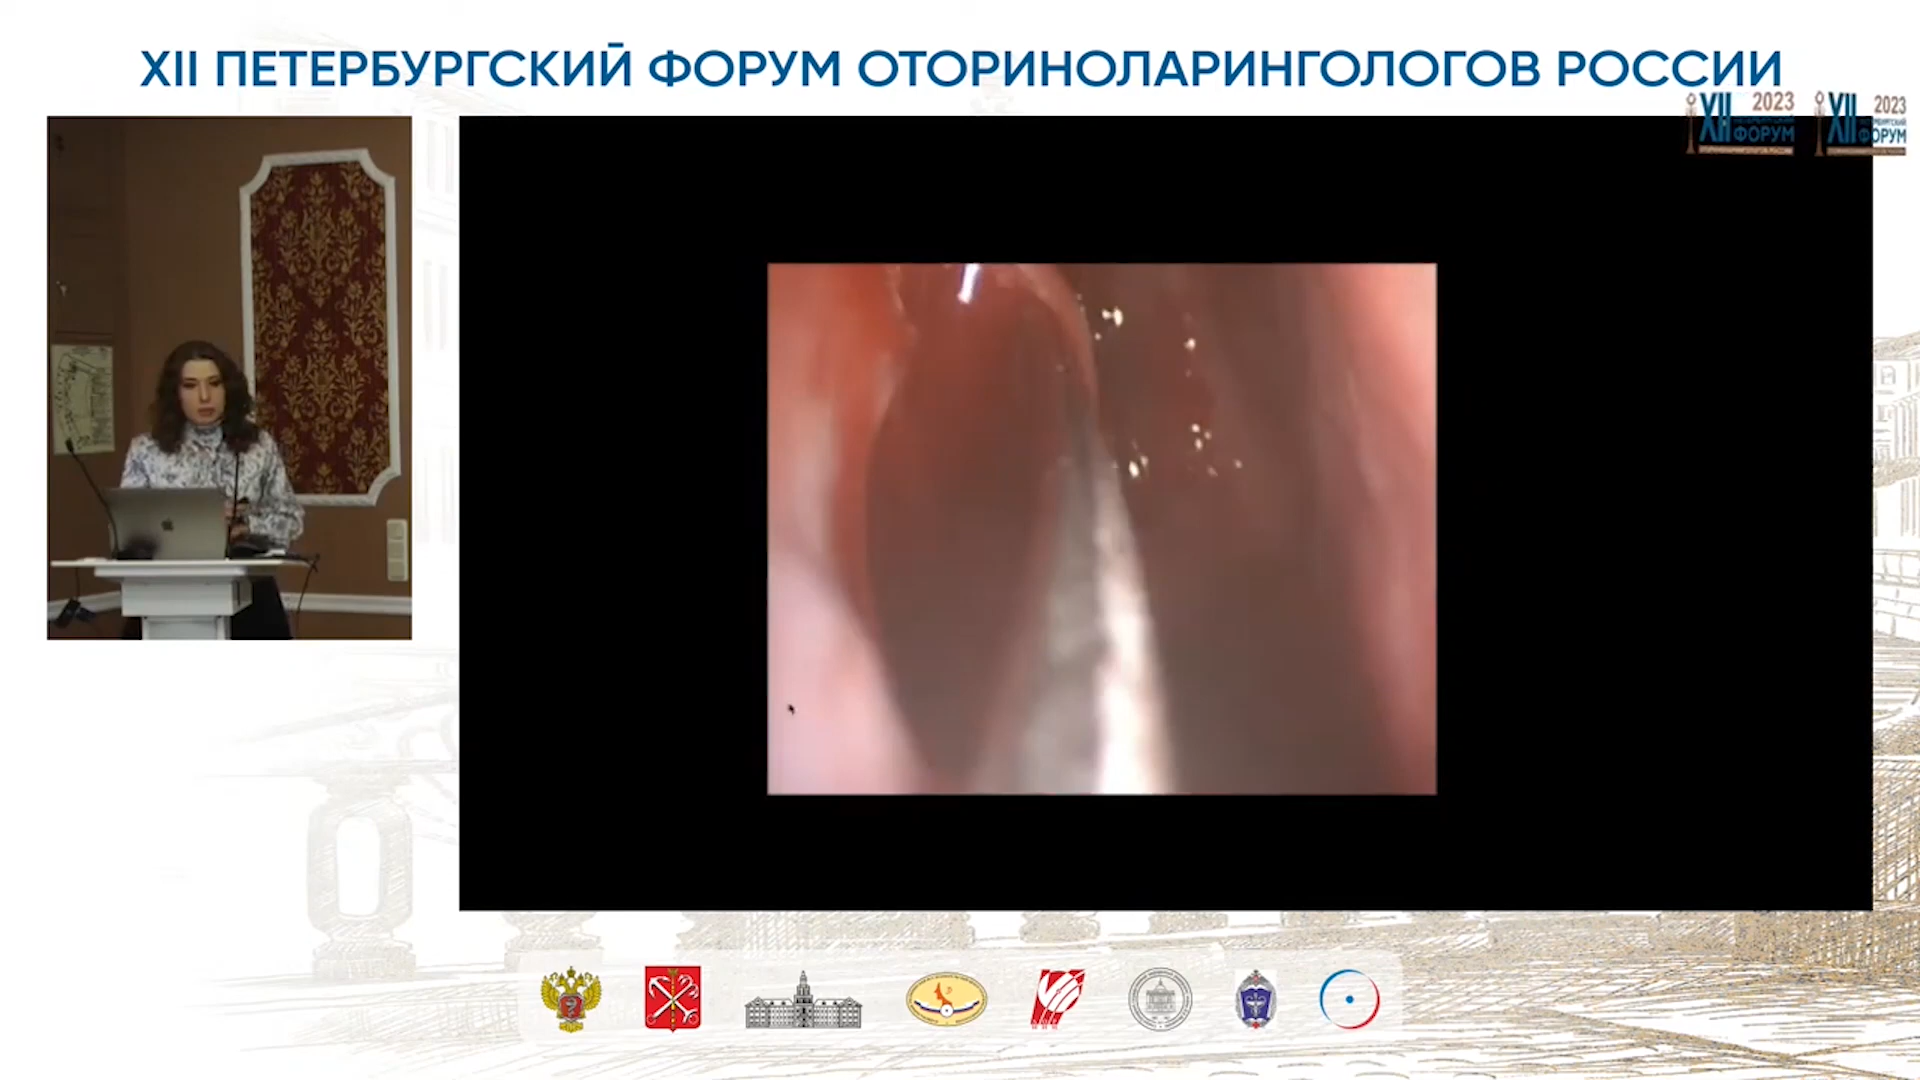 XII ПЕТЕРБУРГСКИЙ ФОРУМ ОТОРИНОЛАРИНГОЛОГОВ РОССИИ
XII 2023
ФОРУМ
XII 2023
ФОРУМ